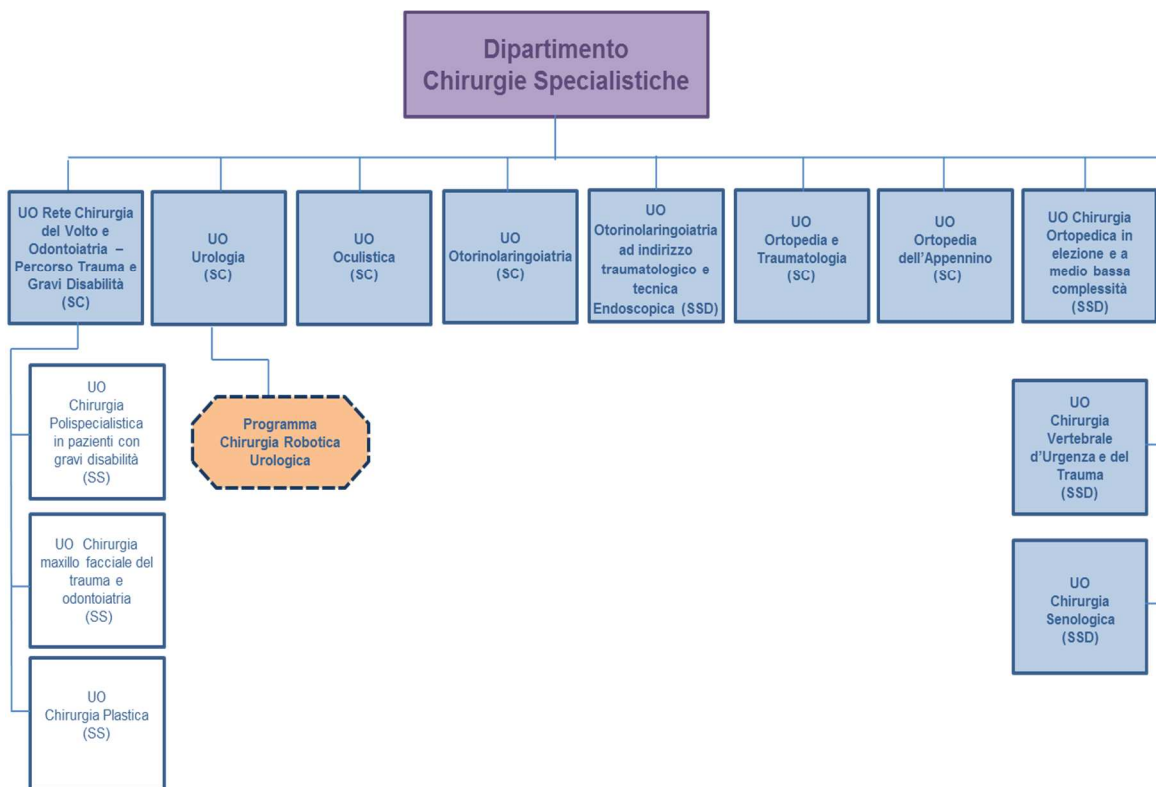 Dipartimento
Chirurgie Specialistiche
UO Rete Chirurgia
del Volto e
Odontoiatria –
Percorso Trauma e
Gravi Disabilità
(SC)
UO
Urologia
(SC)
UO
Oculistica
(SC)
UO
Otorinolaringoiatria
(SC)
UO
Otorinolaringoiatria
ad indirizzo
traumatologico e
tecnica
Endoscopica (SSD)
UO
Ortopedia e
Traumatologia
(SC)
UO
Ortopedia
dell'Appennino
(SC)
UO Chirurgia
Ortopedica in
elezione e a
medio bassa
complessità
(SSD)
UO
Chirurgia
Polispecialistica
in pazienti con
gravi disabilità
(SS)
Programma
Chirurgia Robotica
Urologica
UO
Chirurgia
Vertebrale
d'Urgenza e del
Trauma
(SSD)
UO Chirurgia
maxillo facciale del
trauma e
odontoiatria
(SS)
UO
Chirurgia
Senologica
(SSD)
UO
Chirurgia Plastica
(SS)